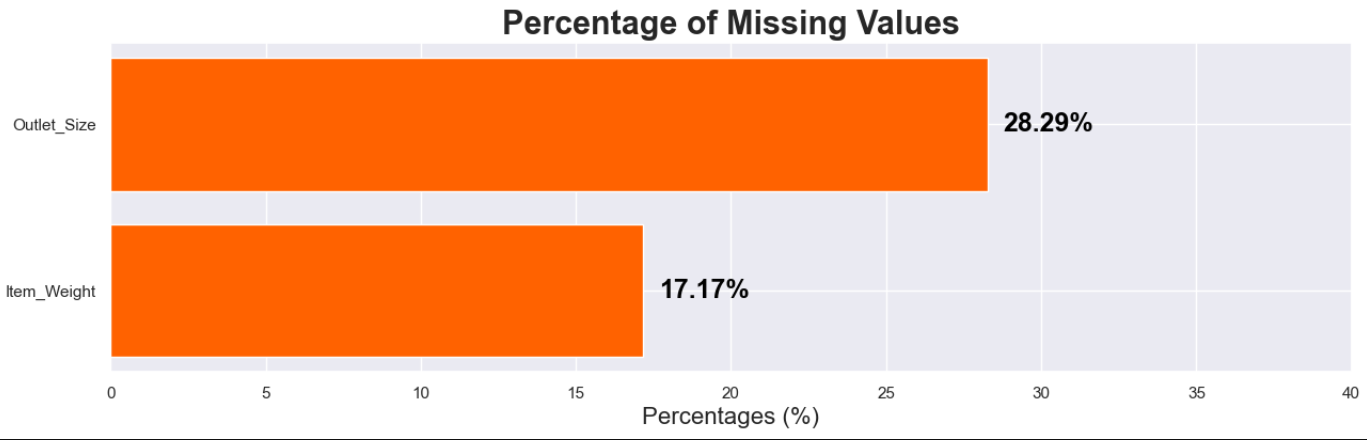 Percentage of Missing Values
Outlet_Size
28.29%
Item_Weight
17.17%
0 5 10 15 20 25 30 35 40
Percentages (%)